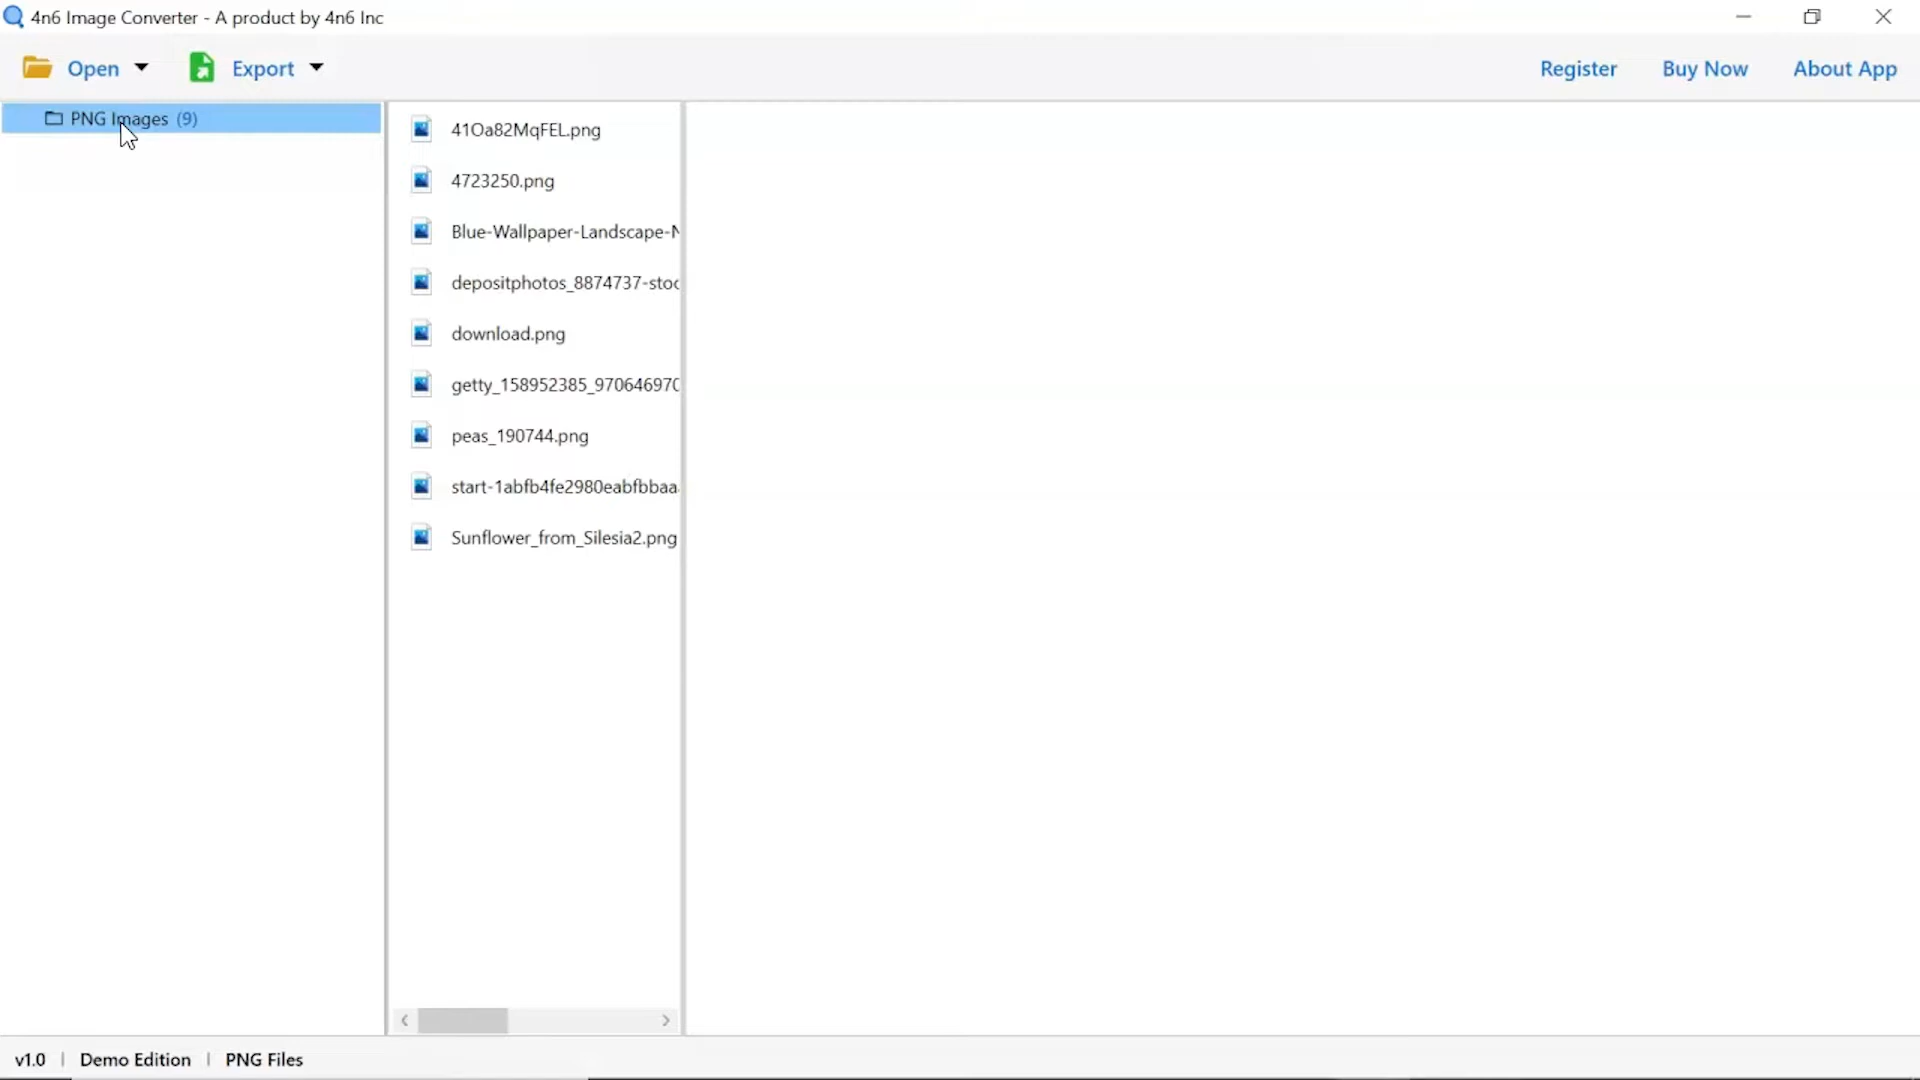 4n6 Image Converter - A product by 4n6 Inc
Open Export Register Buy Now About App
PNG Images (9)
41Oa82MqFEL.png
4723250.png
Blue-Wallpaper-Landscape-N
depositphotos_8874737-stoc
download.png
getty_158952385_970646970
peas_190744.png
start-1abfb4fe2980eabfbbaa
Sunflower_from_Silesia2.png
v1.0 | Demo Edition | PNG Files